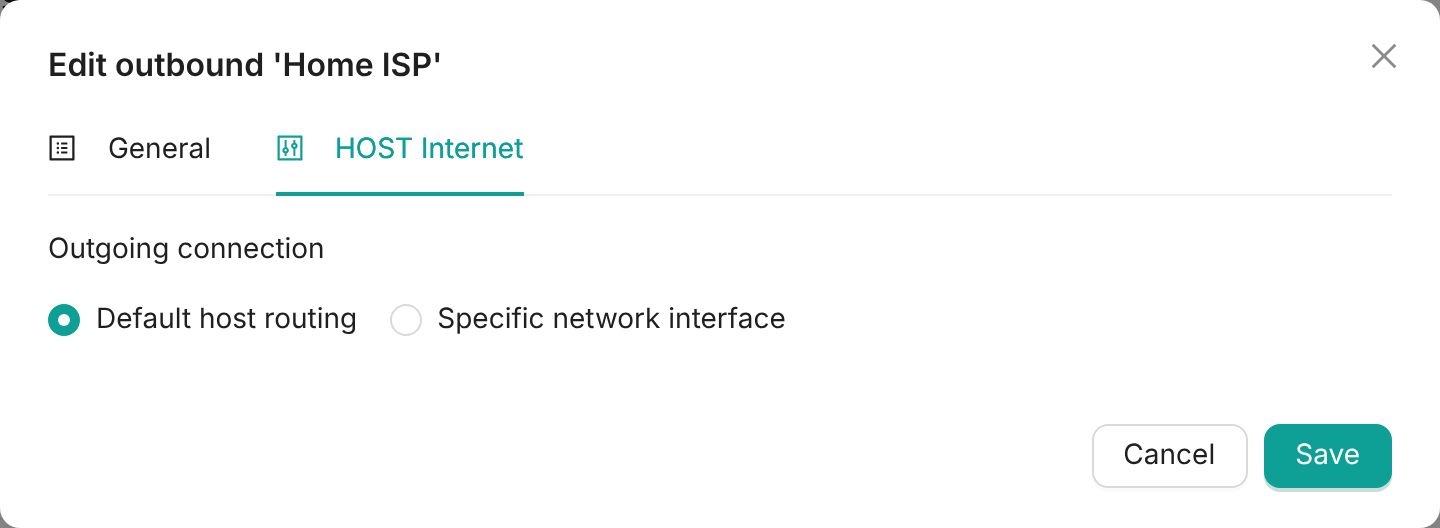 Edit outbound 'Home ISP'
General HOST Internet
Outgoing connection
Default host routing Specific network interface
Cancel Save